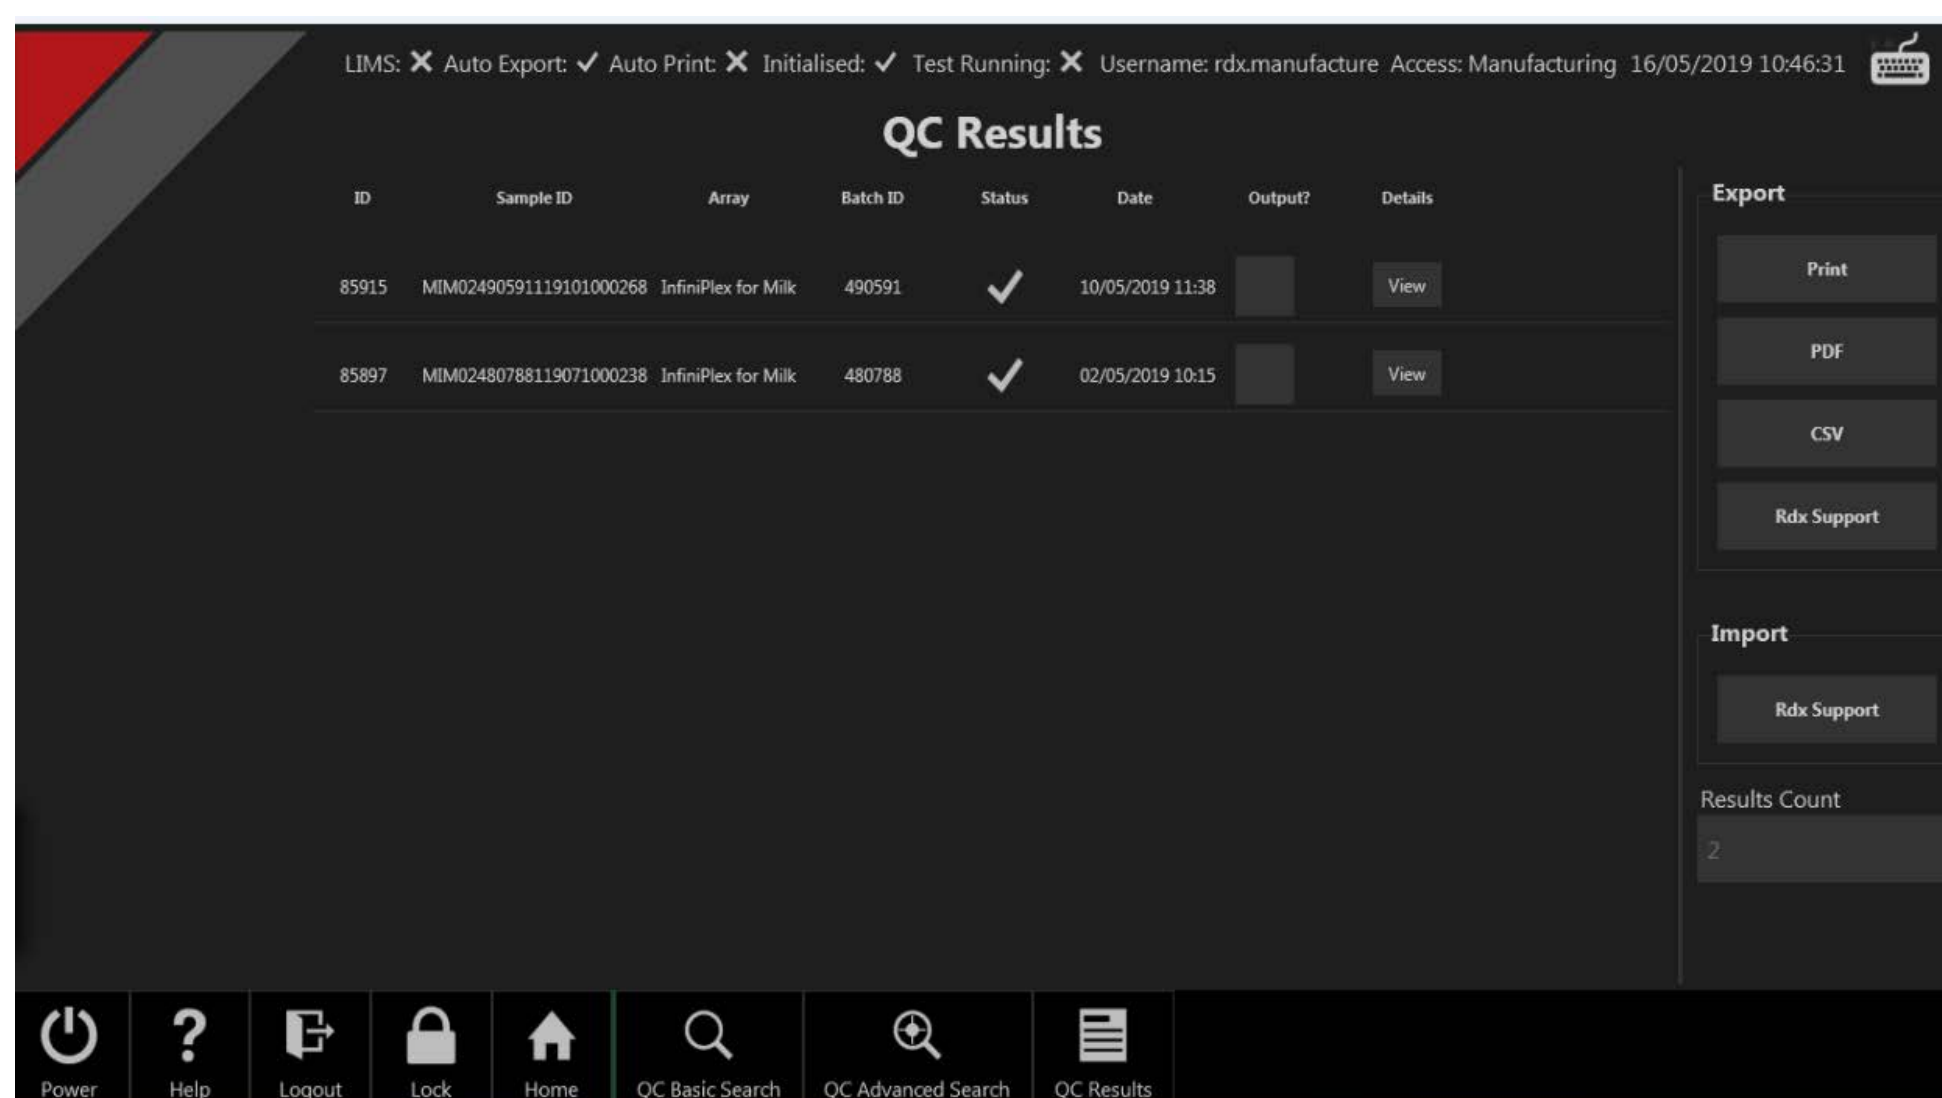 LIMS: ✕ Auto Export: ✓ Auto Print: ✕ Initialised: ✓ Test Running: ✕ Username: rdx.manufacture Access: Manufacturing 16/05/2019 10:46:31
QC Results
ID Sample ID Array Batch ID Status Date Output? Details
85915 MIM02490591119101000268 InfiniPlex for Milk 490591 ✓ 10/05/2019 11:38 View
85897 MIM02480788119071000238 InfiniPlex for Milk 480788 ✓ 02/05/2019 10:15 View
Export
Print
PDF
CSV
Rdx Support
Import
Rdx Support
Results Count
2
Power Help Logout Lock Home QC Basic Search QC Advanced Search QC Results